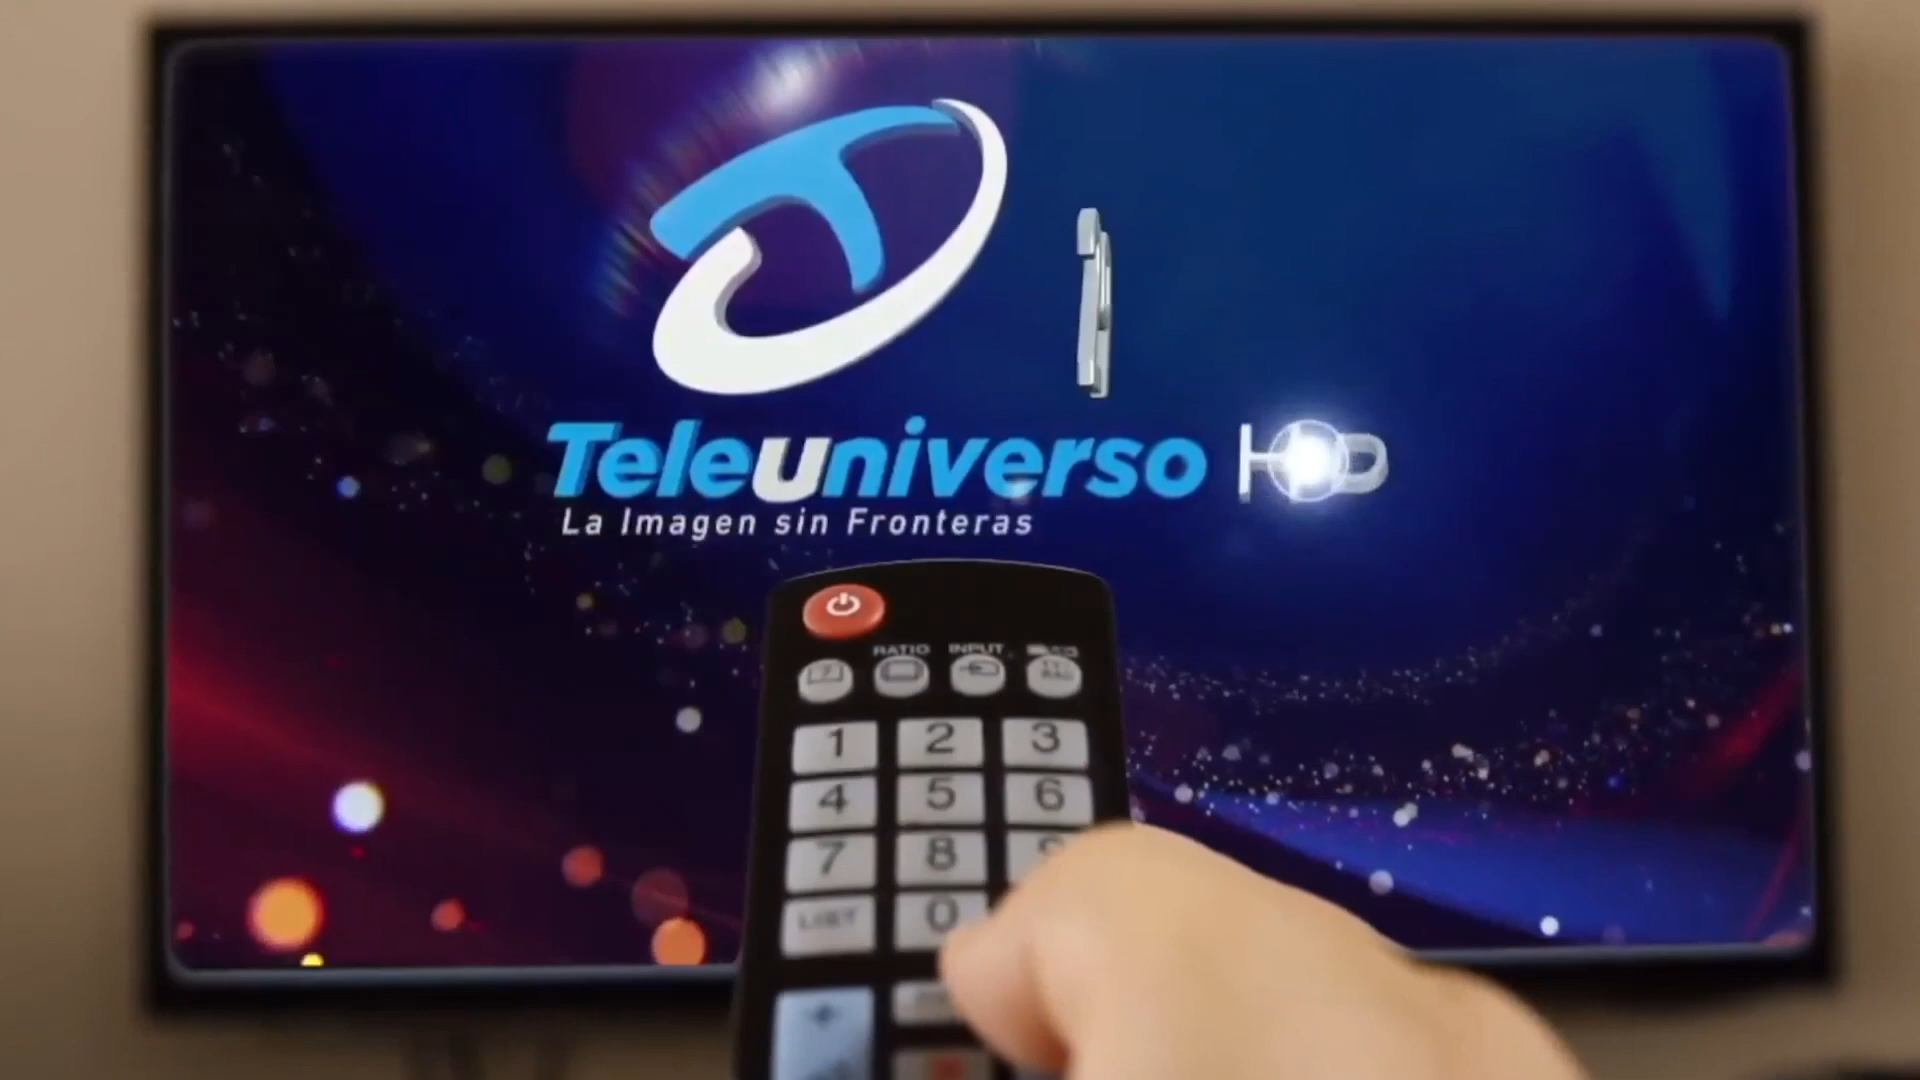 Teleuniverso HD
La Imagen sin Fronteras
RATIO INPUT
1 2 3
4 5 6
7 8
LIST 0